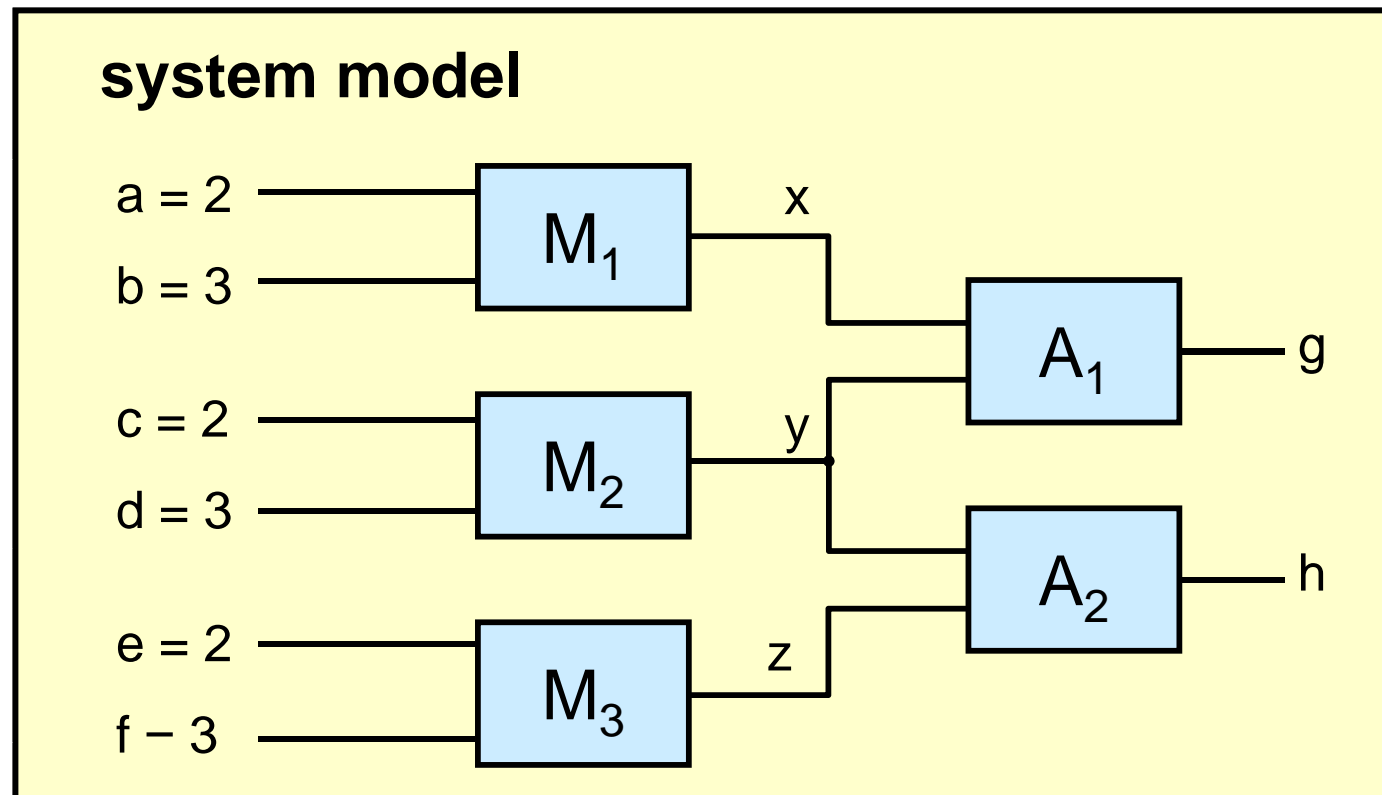 system model
a = 2
b = 3
M₁
x
c = 2
d = 3
M₂
y
A₁
g
e = 2
f − 3
M₃
z
A₂
h